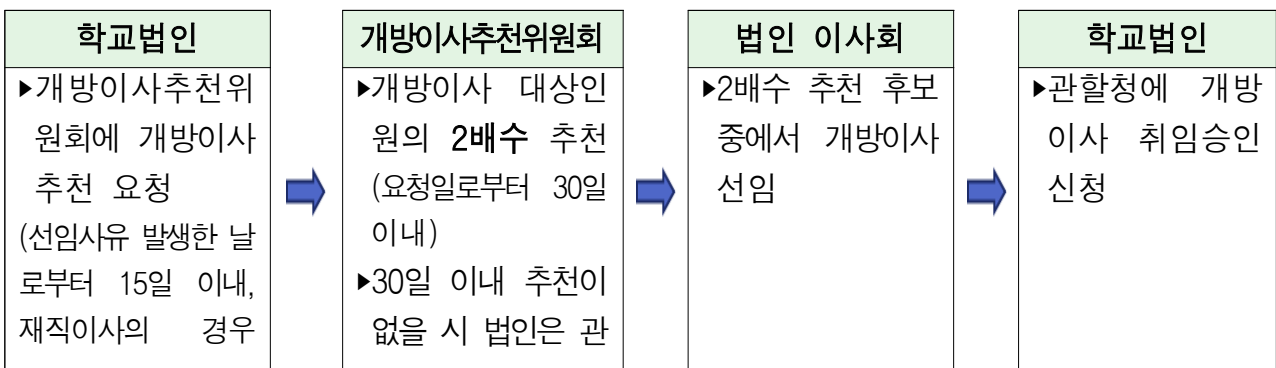 학교법인
▶개방이사추천위
원회에 개방이사
추천 요청
(선임사유 발생한 날
로부터 15일 이내,
재직이사의 경우
개방이사추천위원회
▶개방이사 대상인
원의 2배수 추천
(요청일로부터 30일
이내)
▶30일 이내 추천이
없을 시 법인은 관
법인 이사회
▶2배수 추천 후보
중에서 개방이사
선임
학교법인
▶관할청에 개방
이사 취임승인
신청